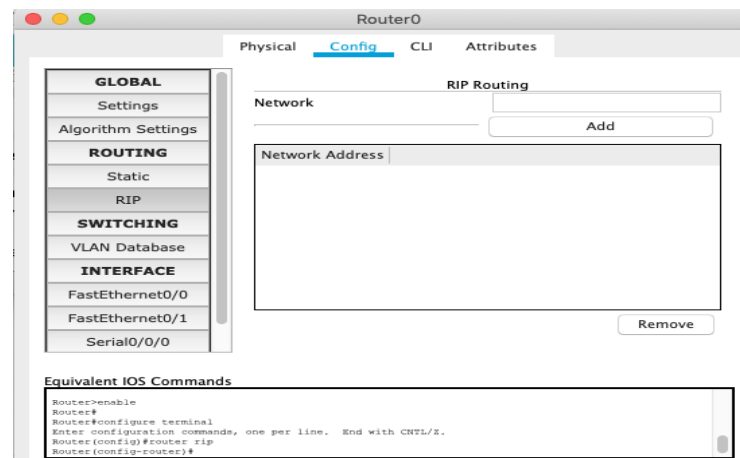 Router0
Physical Config CLI Attributes
GLOBAL
Settings
Algorithm Settings
ROUTING
Static
RIP
SWITCHING
VLAN Database
INTERFACE
FastEthernet0/0
FastEthernet0/1
Serial0/0/0
RIP Routing
Network
Add
Network Address
Remove
Equivalent IOS Commands
Router>enable
Router#
Router#configure terminal
Enter configuration commands, one per line. End with CNTL/Z.
Router(config)#router rip
Router(config-router)#